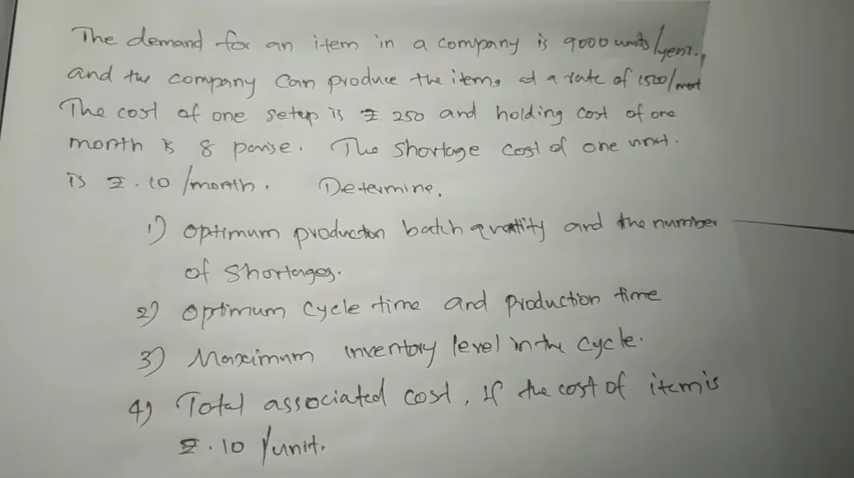 The demand for an item in a company is 9000 units/year,
and the company can produce the items at a rate of 1500/
The cost of one setup is ₹. 250 and holding cost of one
month is 8 paise. The shortage cost of one unit.
is ₹. 10 /month. Determine,
1) Optimum production batch quatity and the number
of shortages.
2) Optimum cycle time and production time
3) Maximum inventory level in the cycle.
4) Total associated cost, If the cost of item is
₹. 10 /unit.